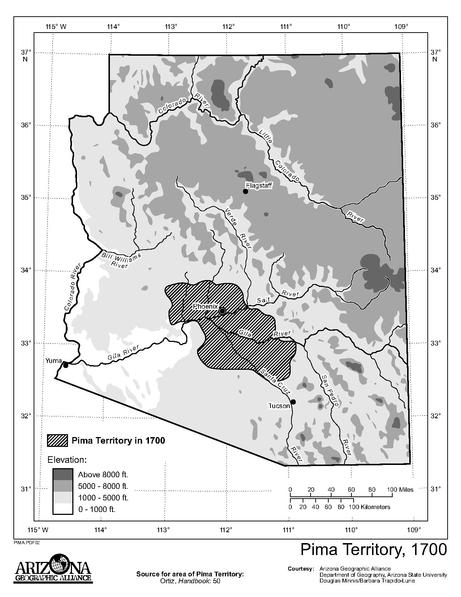 115° W 114° 113° 112° 111° 110° 109°
37°
N
37°
N
36° 36°
35° 35°
34° 34°
33° 33°
32° 32°
31° 31°
Colorado River
Little Colorado River
Flagstaff
Verde River
Bill Williams River
Colorado River
Phoenix
Salt River
Gila River
Gila River
Yuma
Santa Cruz River
San Pedro River
Tucson
Pima Territory in 1700
Elevation:
Above 8000 ft.
5000 - 8000 ft.
1000 - 5000 ft.
0 - 1000 ft.
0 20 40 60 80 100 Miles
0 20 40 60 80 100 Kilometers
115° W 114° 113° 112° 111° 110° 109°
PIMA.PDF/02
Pima Territory, 1700
ARIZONA
GEOGRAPHIC ALLIANCE
Source for area of Pima Territory:
Ortiz, Handbook: 50
Courtesy: Arizona Geographic Alliance
Department of Geography, Arizona State University
Douglas Minnis/Barbara Trapido-Lurie